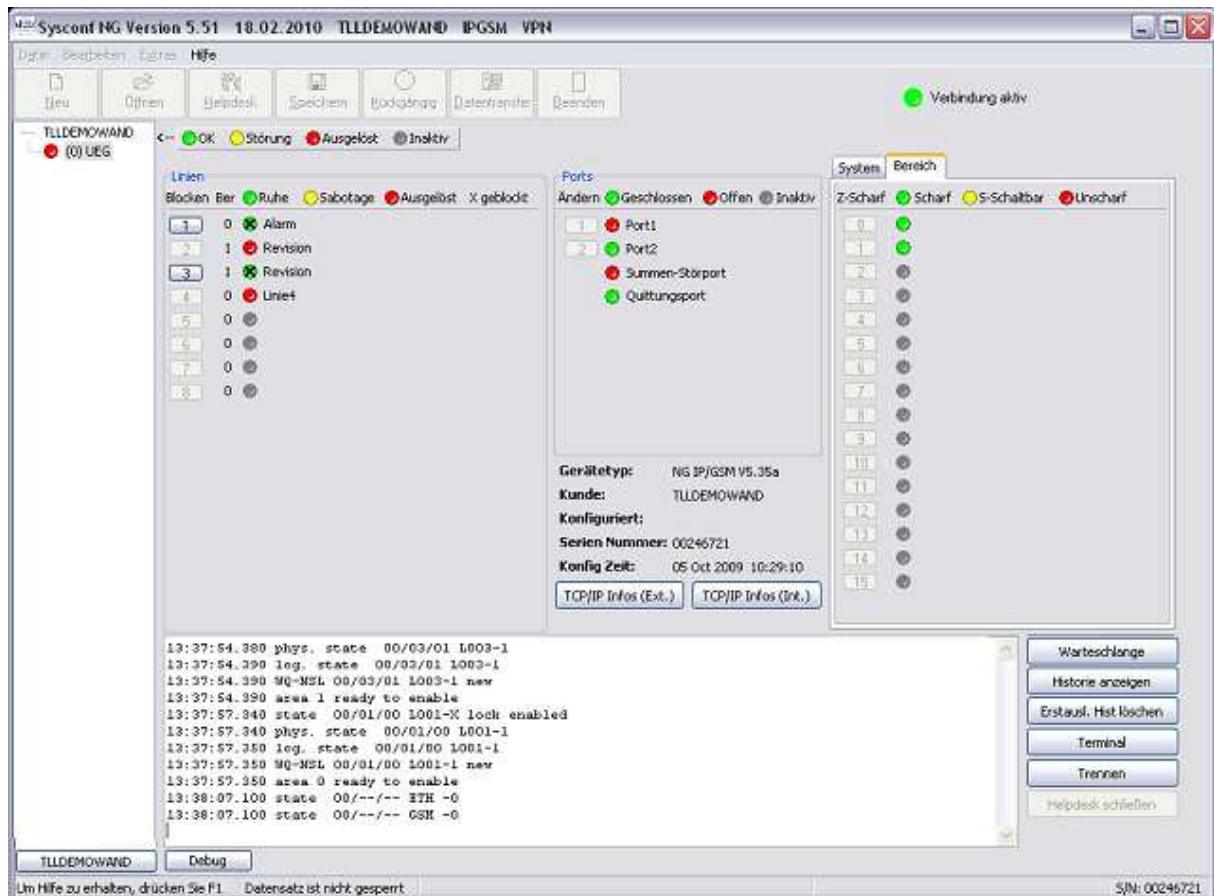 Sysconf NG Version 5.51 18.02.2010 TLLDEMOWAND IPGSM VPN
Datei Bearbeiten Extras Hilfe
Neu Öffnen Helpdesk Speichern Rückgängig Datentransfer Beenden
Verbindung aktiv
TLLDEMOWAND
(0) UEG
<-- OK Störung Ausgelöst Inaktiv
Linien
Blocken Ber Ruhe Sabotage Ausgelöst X geblockt
1 0 Alarm
2 1 Revision
3 1 Revision
4 0 Linie4
5 0
6 0
7 0
8 0
Ports
Ändern Geschlossen Offen Inaktiv
1 Port1
2 Port2
Summen-Störport
Quittungsport
Gerätetyp: NG IP/GSM V5.35a
Kunde: TLLDEMOWAND
Konfiguriert:
Serien Nummer: 00246721
Konfig Zeit: 05 Oct 2009 10:29:10
TCP/IP Infos (Ext.) TCP/IP Infos (Int.)
System Bereich
Z-Scharf Scharf S-Schaltbar Unscharf
0
1
2
3
4
5
6
7
8
9
10
11
12
13
14
15
13:37:54.380 phys. state 00/03/01 L003-1
13:37:54.390 log. state 00/03/01 L003-1
13:37:54.390 WQ-NSL 00/03/01 L003-1 new
13:37:54.390 area 1 ready to enable
13:37:57.340 state 00/01/00 L001-X lock enabled
13:37:57.340 phys. state 00/01/00 L001-1
13:37:57.350 log. state 00/01/00 L001-1
13:37:57.350 WQ-NSL 00/01/00 L001-1 new
13:37:57.350 area 0 ready to enable
13:38:07.100 state 00/--/-- ETH -0
13:38:07.100 state 00/--/-- GSM -0
Warteschlange
Historie anzeigen
Erstausl. Hist löschen
Terminal
Trennen
Helpdesk schließen
TLLDEMOWAND Debug
Um Hilfe zu erhalten, drücken Sie F1 Datensatz ist nicht gesperrt S/N: 00246721